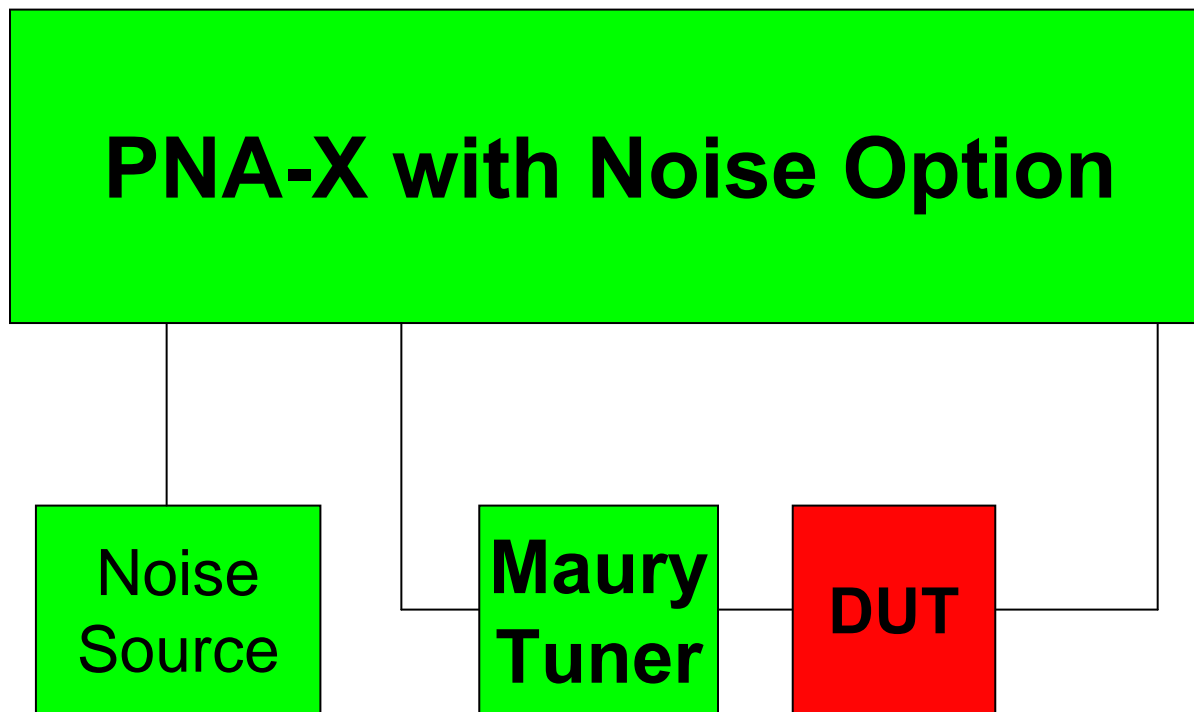 PNA-X with Noise Option
Noise
Source
Maury
Tuner
DUT